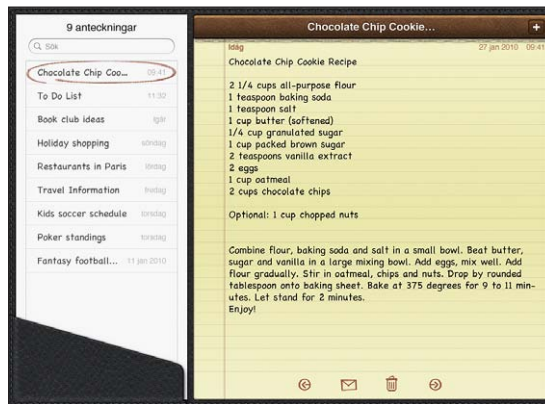 9 anteckningar
Sök
Chocolate Chip Coo... 09:41
To Do List 11:32
Book club ideas Igår
Holiday shopping söndag
Restaurants in Paris lördag
Travel Information fredag
Kids soccer schedule torsdag
Poker standings torsdag
Fantasy football... 11 jan 2010
Chocolate Chip Cookie...
+
Idag 27 jan 2010 09:41
Chocolate Chip Cookie Recipe
2 1/4 cups all-purpose flour
1 teaspoon baking soda
1 teaspoon salt
1 cup butter (softened)
1/4 cup granulated sugar
1 cup packed brown sugar
2 teaspoons vanilla extract
2 eggs
1 cup oatmeal
2 cups chocolate chips
Optional: 1 cup chopped nuts
Combine flour, baking soda and salt in a small bowl. Beat butter,
sugar and vanilla in a large mixing bowl. Add eggs, mix well. Add
flour gradually. Stir in oatmeal, chips and nuts. Drop by rounded
tablespoon onto baking sheet. Bake at 375 degrees for 9 to 11 min-
utes. Let stand for 2 minutes.
Enjoy!